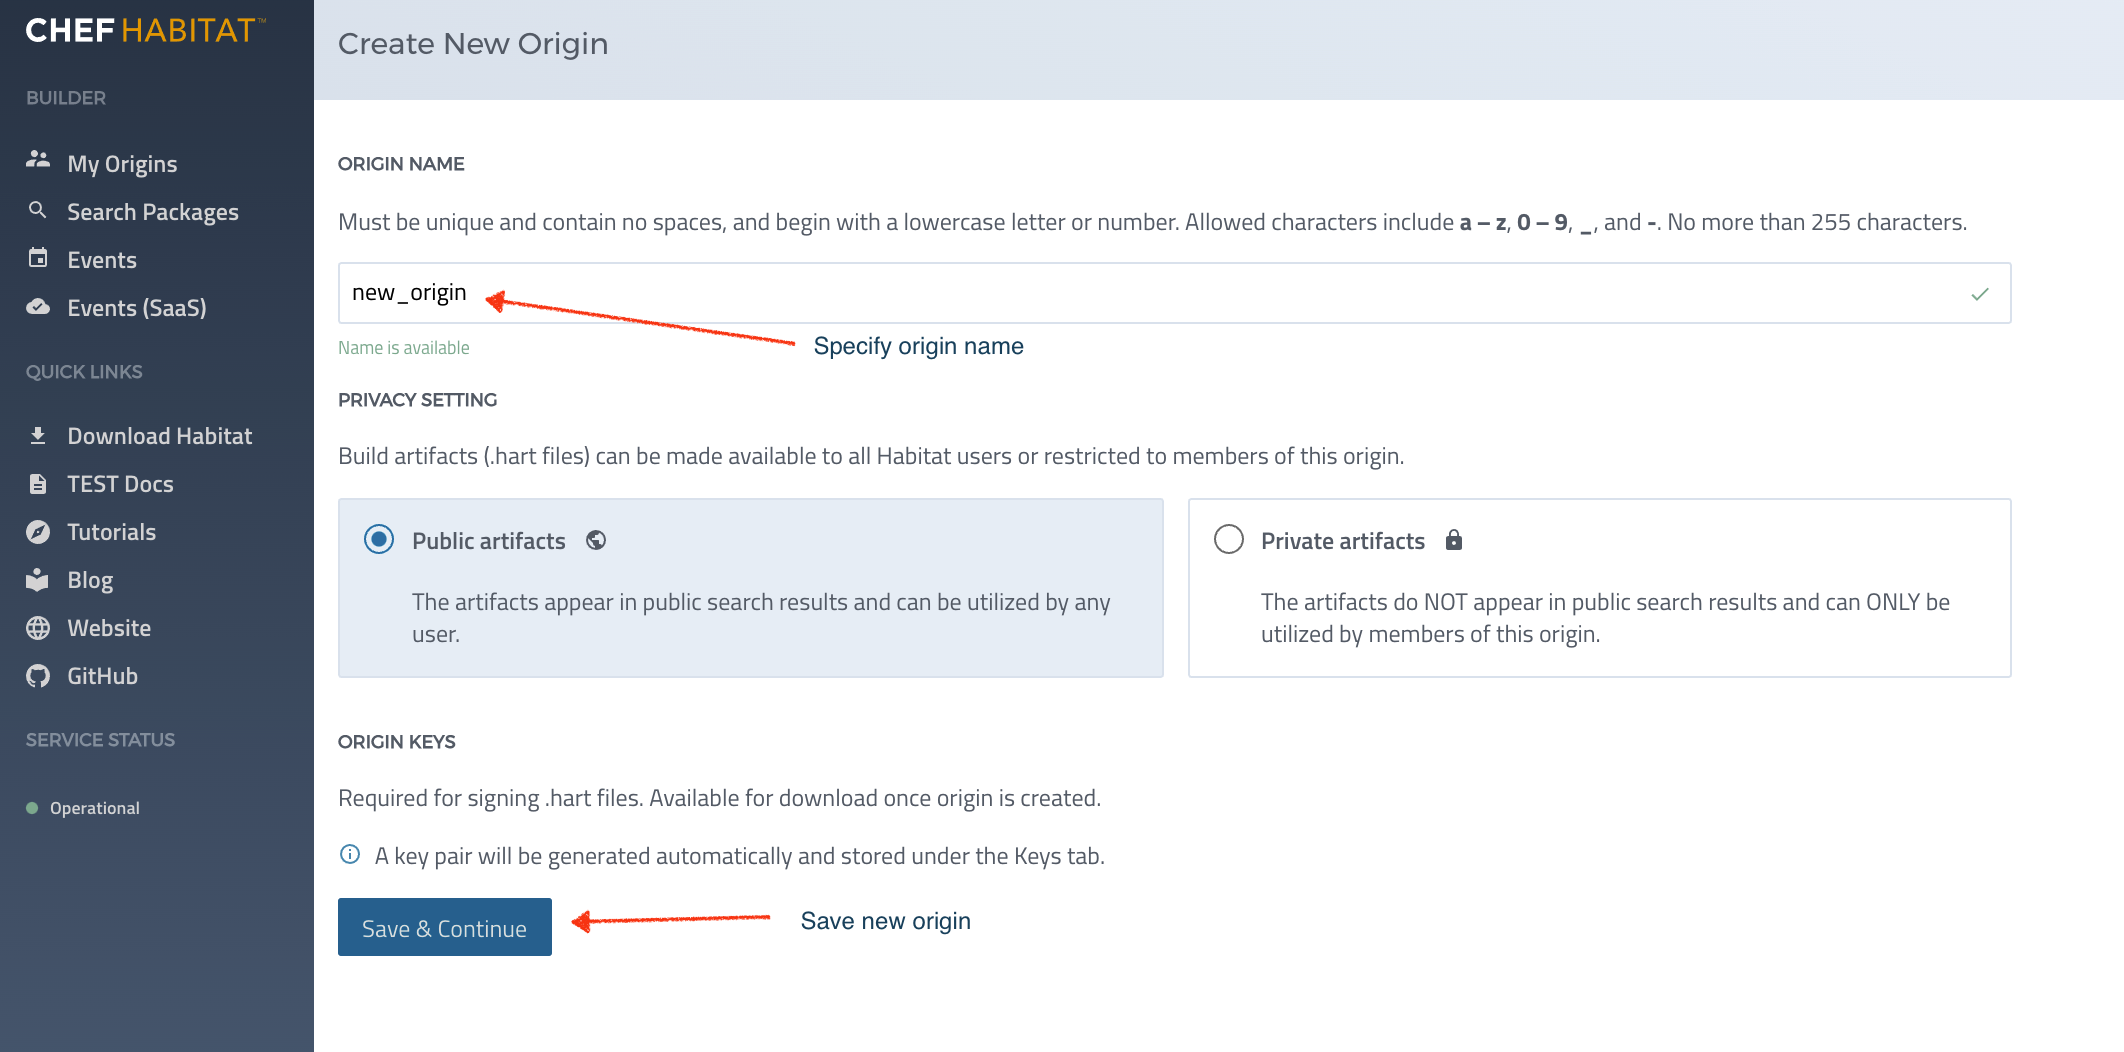 CHEF HABITAT™
BUILDER
My Origins
Search Packages
Events
Events (SaaS)
QUICK LINKS
Download Habitat
TEST Docs
Tutorials
Blog
Website
GitHub
SERVICE STATUS
Operational
Create New Origin
ORIGIN NAME
Must be unique and contain no spaces, and begin with a lowercase letter or number. Allowed characters include a – z, 0 – 9, _, and -. No more than 255 characters.
new_origin
Name is available
Specify origin name
PRIVACY SETTING
Build artifacts (.hart files) can be made available to all Habitat users or restricted to members of this origin.
Public artifacts
The artifacts appear in public search results and can be utilized by any
user.
Private artifacts
The artifacts do NOT appear in public search results and can ONLY be
utilized by members of this origin.
ORIGIN KEYS
Required for signing .hart files. Available for download once origin is created.
A key pair will be generated automatically and stored under the Keys tab.
Save & Continue
Save new origin